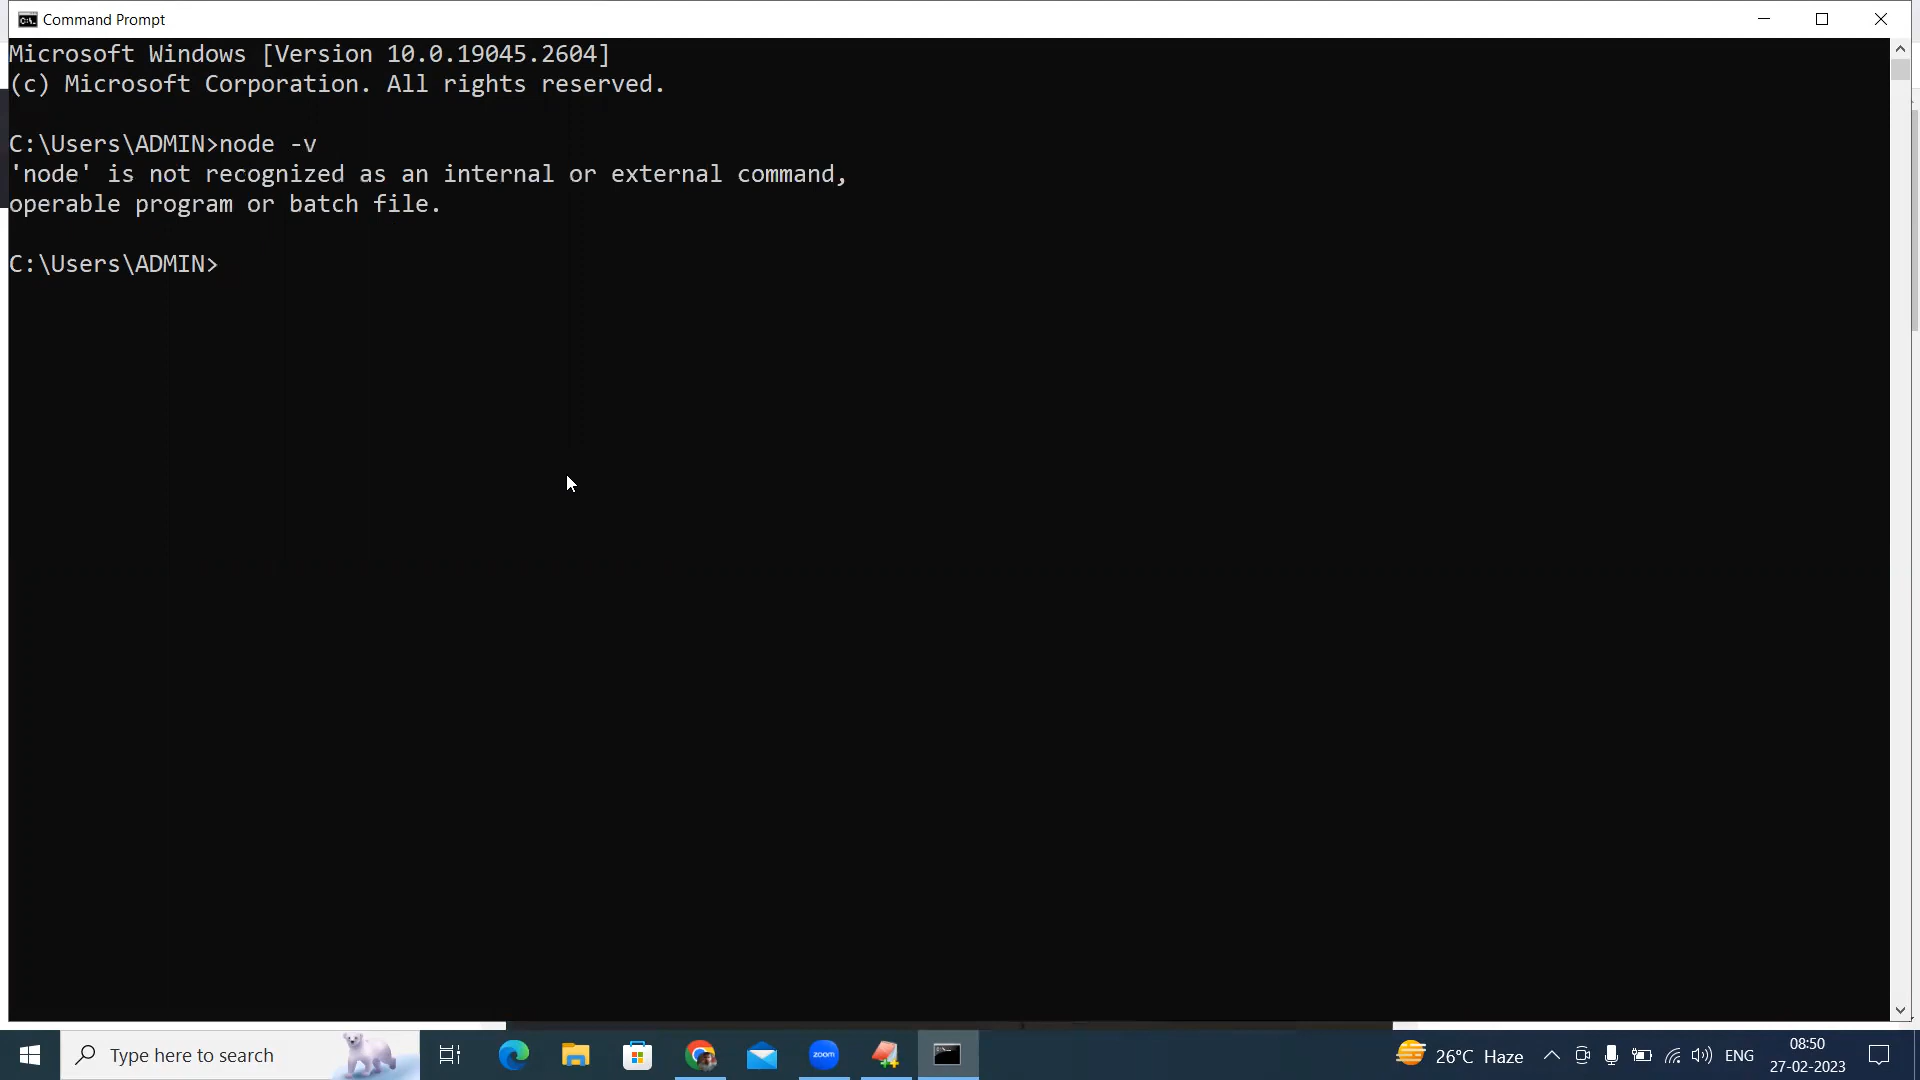 Command Prompt
Microsoft Windows [Version 10.0.19045.2604]
(c) Microsoft Corporation. All rights reserved.
C:\Users\ADMIN>node -v
'node' is not recognized as an internal or external command,
operable program or batch file.
C:\Users\ADMIN>
Type here to search
zoom
26°C Haze
ENG
08:50
27-02-2023